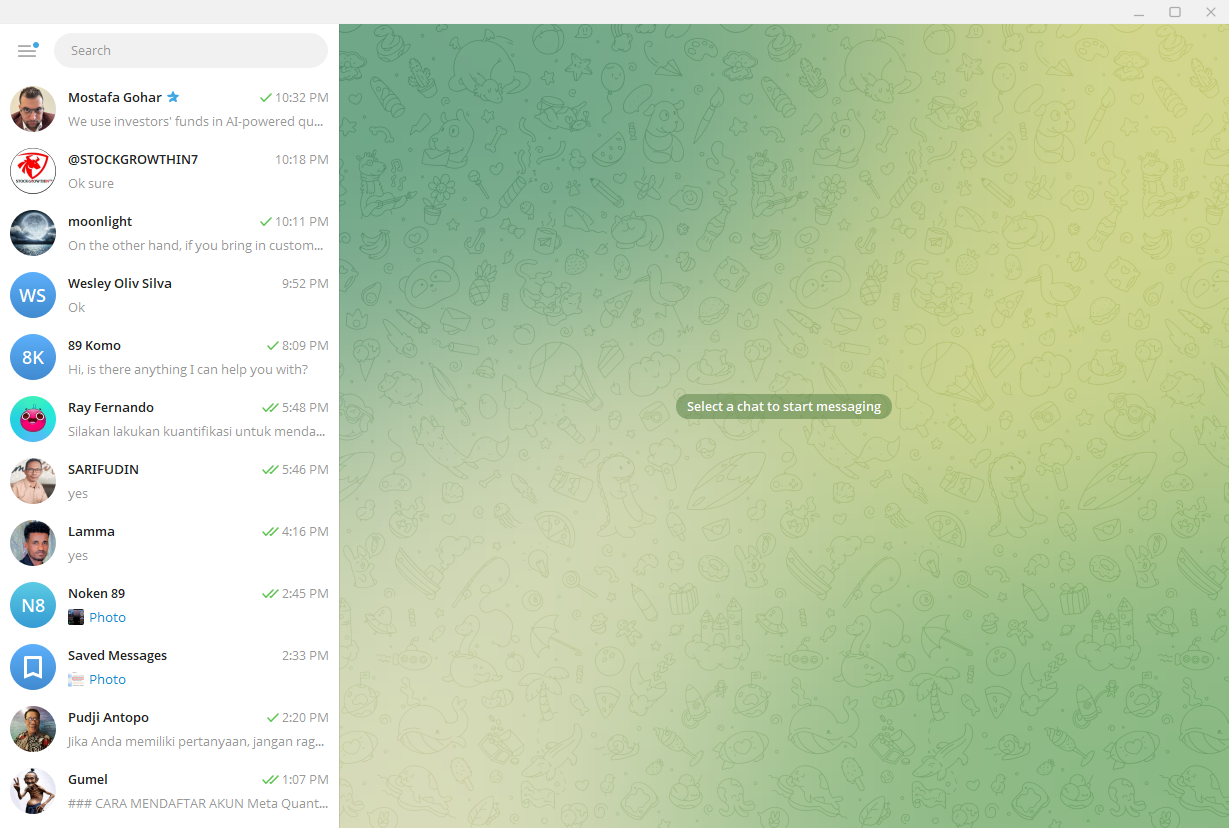 Search
Mostafa Gohar 10:32 PM
We use investors' funds in AI-powered qu...
@STOCKGROWTHIN7 10:18 PM
Ok sure
moonlight 10:11 PM
On the other hand, if you bring in custom...
WS
Wesley Oliv Silva 9:52 PM
Ok
8K
89 Komo 8:09 PM
Hi, is there anything I can help you with?
Ray Fernando 5:48 PM
Silakan lakukan kuantifikasi untuk menda...
SARIFUDIN 5:46 PM
yes
Lamma 4:16 PM
yes
N8
Noken 89 2:45 PM
Photo
Saved Messages 2:33 PM
Photo
Pudji Antopo 2:20 PM
Jika Anda memiliki pertanyaan, jangan rag...
Gumel 1:07 PM
### CARA MENDAFTAR AKUN Meta Quant...
Select a chat to start messaging